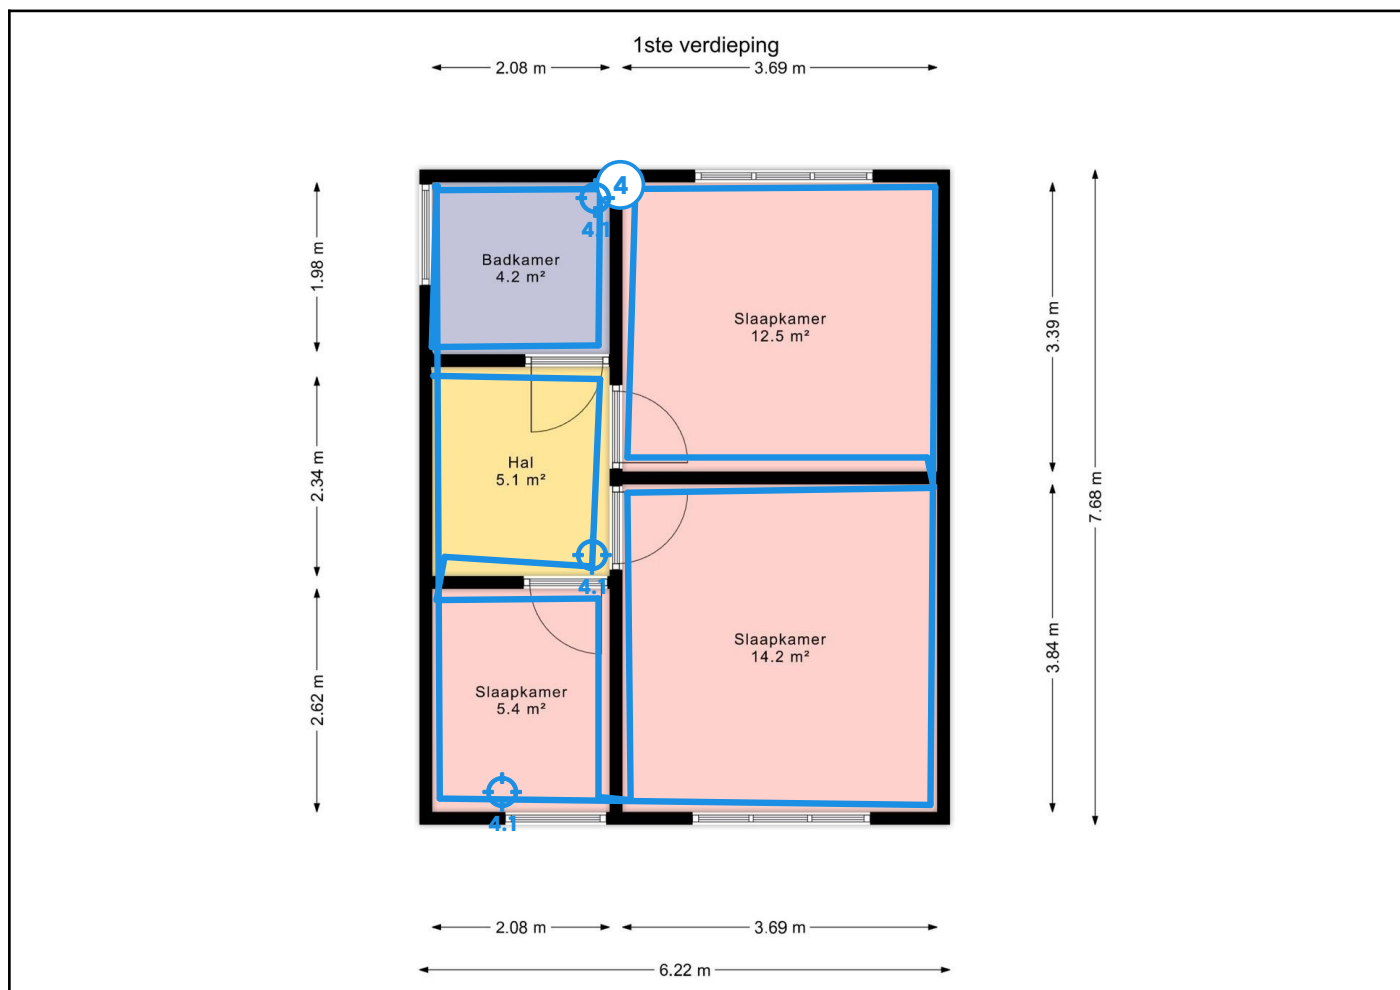 1ste verdieping
2.08 m
3.69 m
4
4.1
Badkamer
4.2 m²
1.98 m
Slaapkamer
12.5 m²
3.39 m
Hal
5.1 m²
2.34 m
4.1
7.68 m
Slaapkamer
14.2 m²
3.84 m
Slaapkamer
5.4 m²
2.62 m
4.1
2.08 m
3.69 m
6.22 m